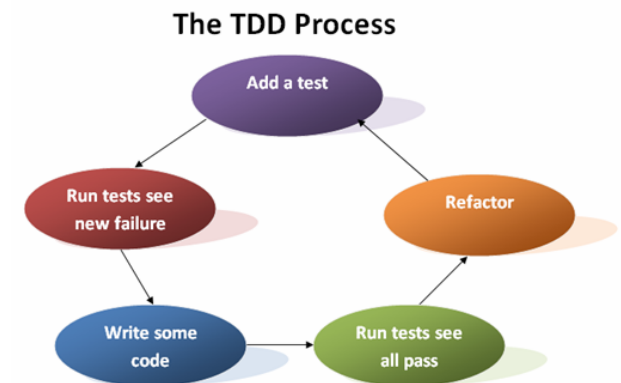 The TDD Process
Add a test
Run tests see
new failure
Refactor
Write some
code
Run tests see
all pass